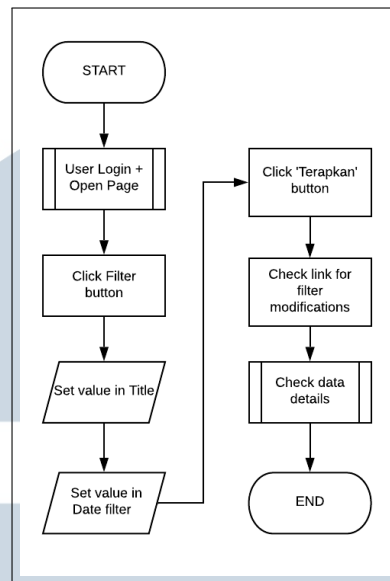 START
User Login +
Open Page
Click Filter
button
Set value in Title
Set value in
Date filter
Click 'Terapkan'
button
Check link for
filter
modifications
Check data
details
END